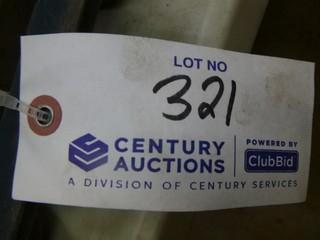 LOT NO
321
CENTURY AUCTIONS
POWERED BY
ClubBid
A DIVISION OF CENTURY SERVICES